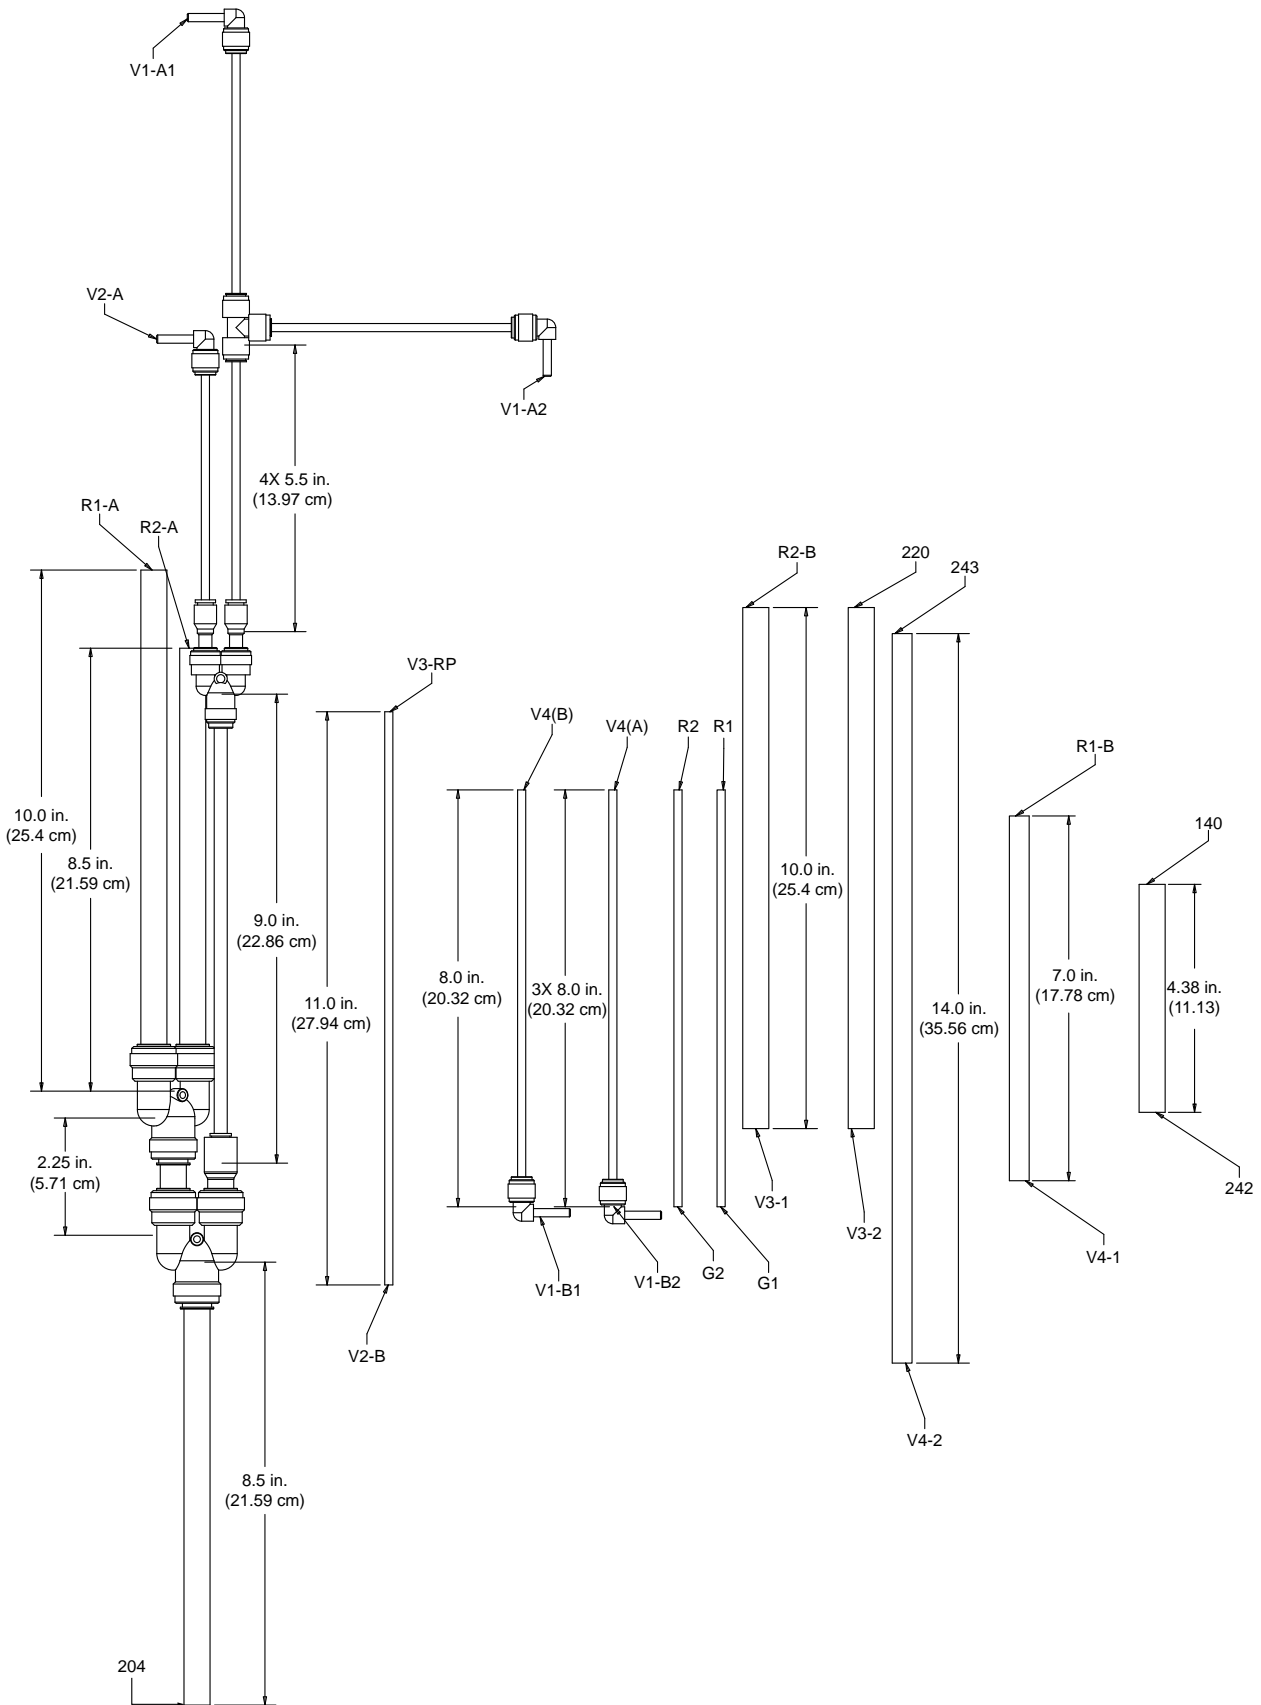 V1-A1
V2-A
V1-A2
4X 5.5 in.
(13.97 cm)
R1-A
R2-A
R2-B
220
243
V3-RP
V4(B)
V4(A)
R2
R1
R1-B
10.0 in.
(25.4 cm)
8.5 in.
(21.59 cm)
140
10.0 in.
(25.4 cm)
9.0 in.
(22.86 cm)
11.0 in.
(27.94 cm)
8.0 in.
(20.32 cm)
3X 8.0 in.
(20.32 cm)
14.0 in.
(35.56 cm)
7.0 in.
(17.78 cm)
4.38 in.
(11.13)
2.25 in.
(5.71 cm)
V3-1
242
V3-2
V4-1
V1-B1
V1-B2
G2
G1
V2-B
V4-2
8.5 in.
(21.59 cm)
204